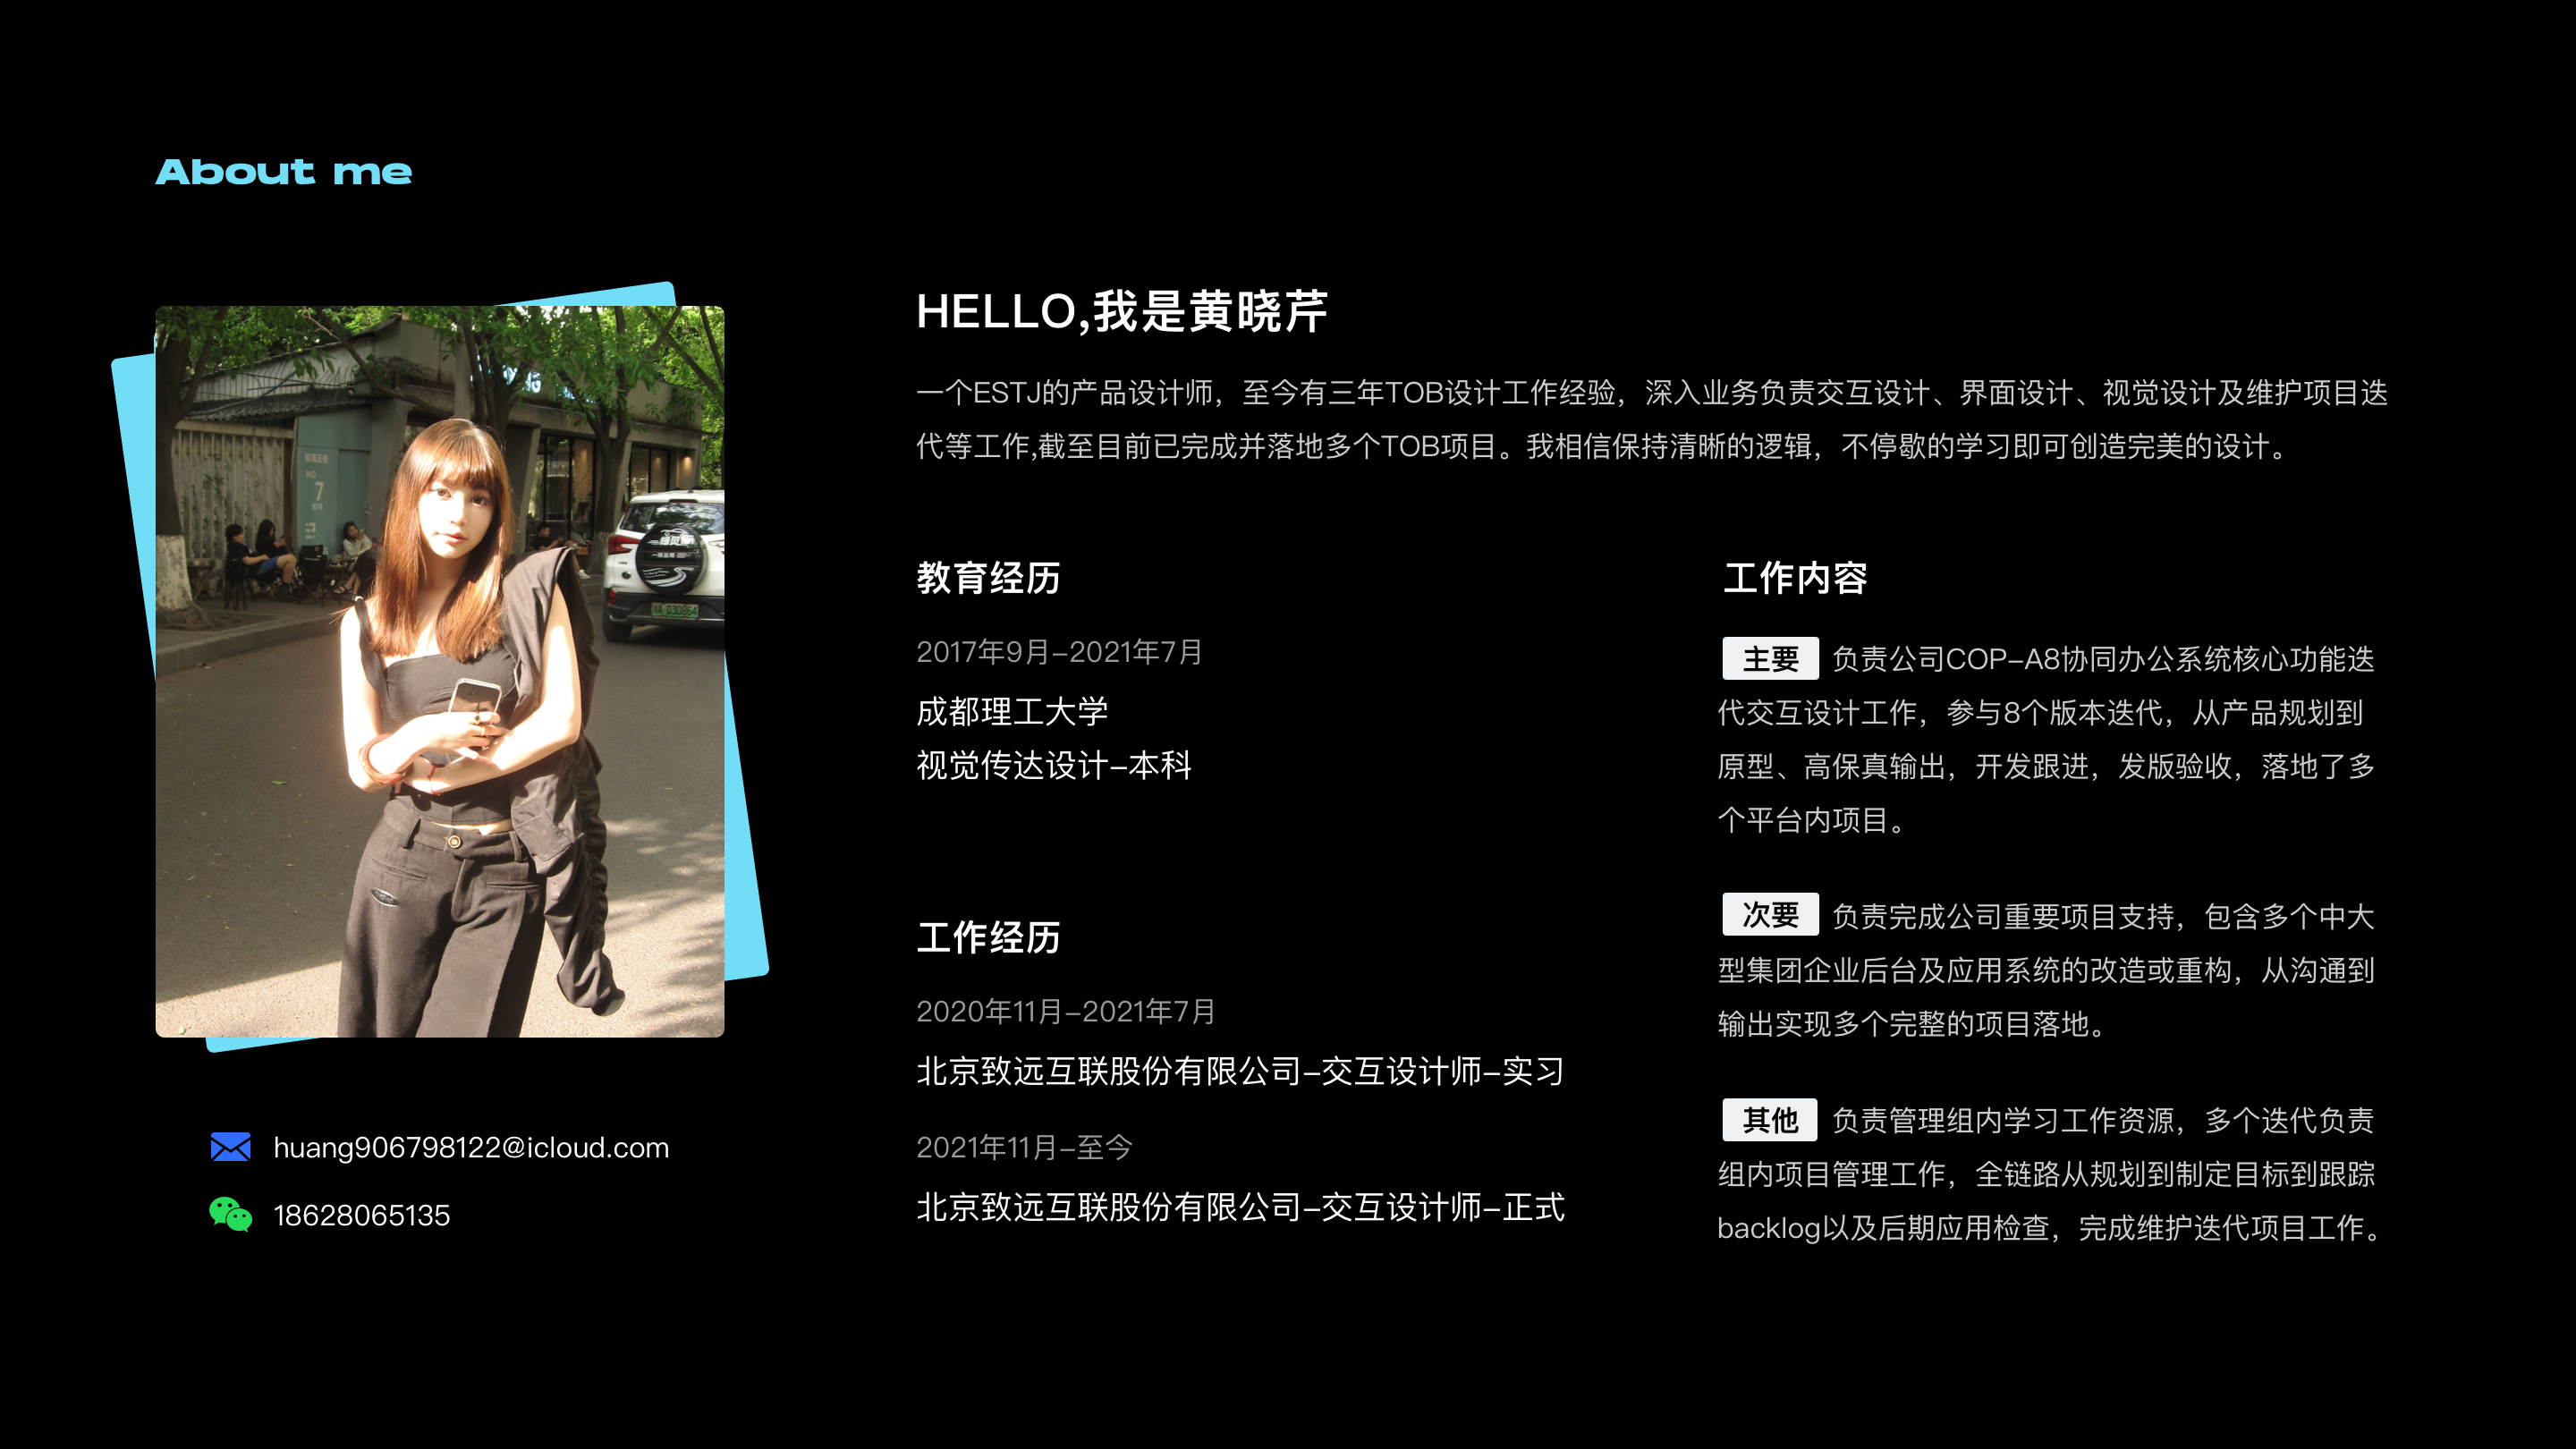 About me
HELLO,我是黄晓芹
一个ESTJ的产品设计师，至今有三年TOB设计工作经验，深入业务负责交互设计、界面设计、视觉设计及维护项目迭
代等工作,截至目前已完成并落地多个TOB项目。我相信保持清晰的逻辑，不停歇的学习即可创造完美的设计。
教育经历
2017年9月–2021年7月
成都理工大学
视觉传达设计–本科
工作经历
2020年11月–2021年7月
北京致远互联股份有限公司–交互设计师–实习
2021年11月–至今
北京致远互联股份有限公司–交互设计师–正式
工作内容
主要 负责公司COP–A8协同办公系统核心功能迭
代交互设计工作，参与8个版本迭代，从产品规划到
原型、高保真输出，开发跟进，发版验收，落地了多
个平台内项目。
次要 负责完成公司重要项目支持，包含多个中大
型集团企业后台及应用系统的改造或重构，从沟通到
输出实现多个完整的项目落地。
其他 负责管理组内学习工作资源，多个迭代负责
组内项目管理工作，全链路从规划到制定目标到跟踪
backlog以及后期应用检查，完成维护迭代项目工作。
huang906798122@icloud.com
18628065135
NO
7
D30864